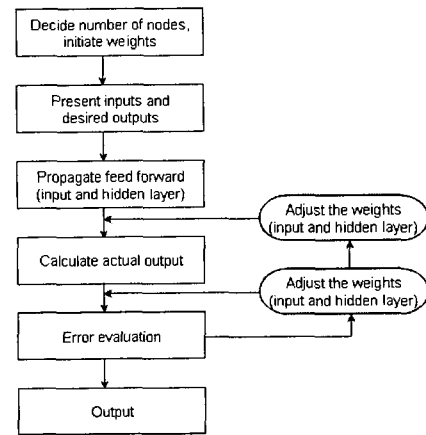 Decide number of nodes,
initiate weights
Present inputs and
desired outputs
Propagate feed forward
(input and hidden layer)
Adjust the weights
(input and hidden layer)
Calculate actual output
Adjust the weights
(input and hidden layer)
Error evaluation
Output